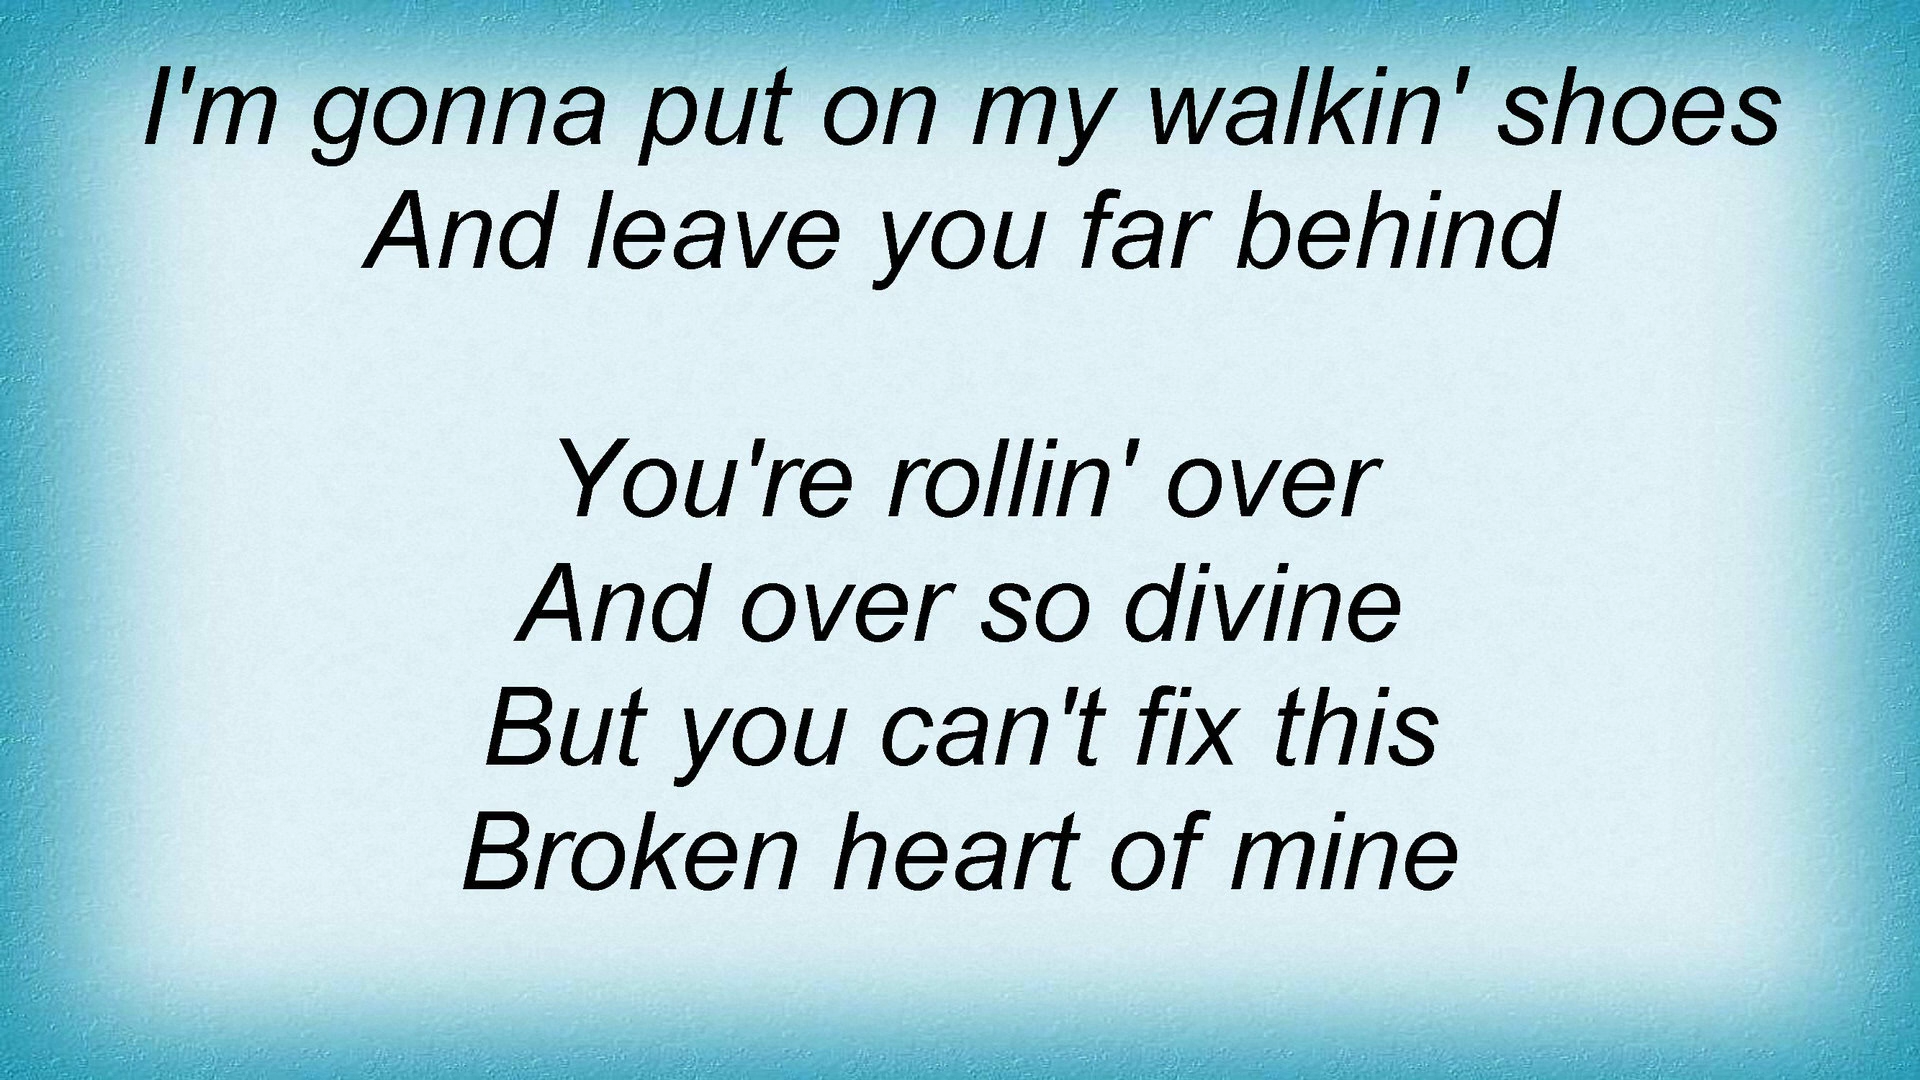 I'm gonna put on my walkin' shoes
And leave you far behind
You're rollin' over
And over so divine
But you can't fix this
Broken heart of mine